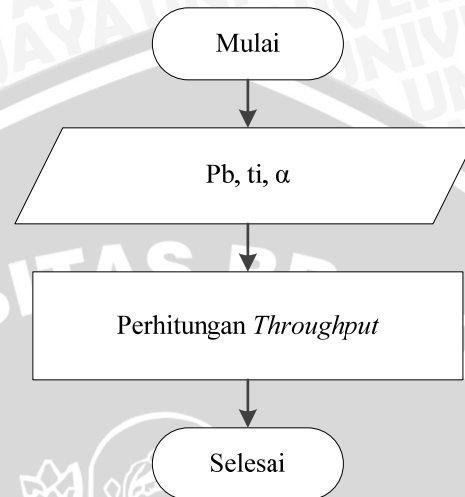 Mulai
Pb, ti, α
Perhitungan Throughput
Selesai